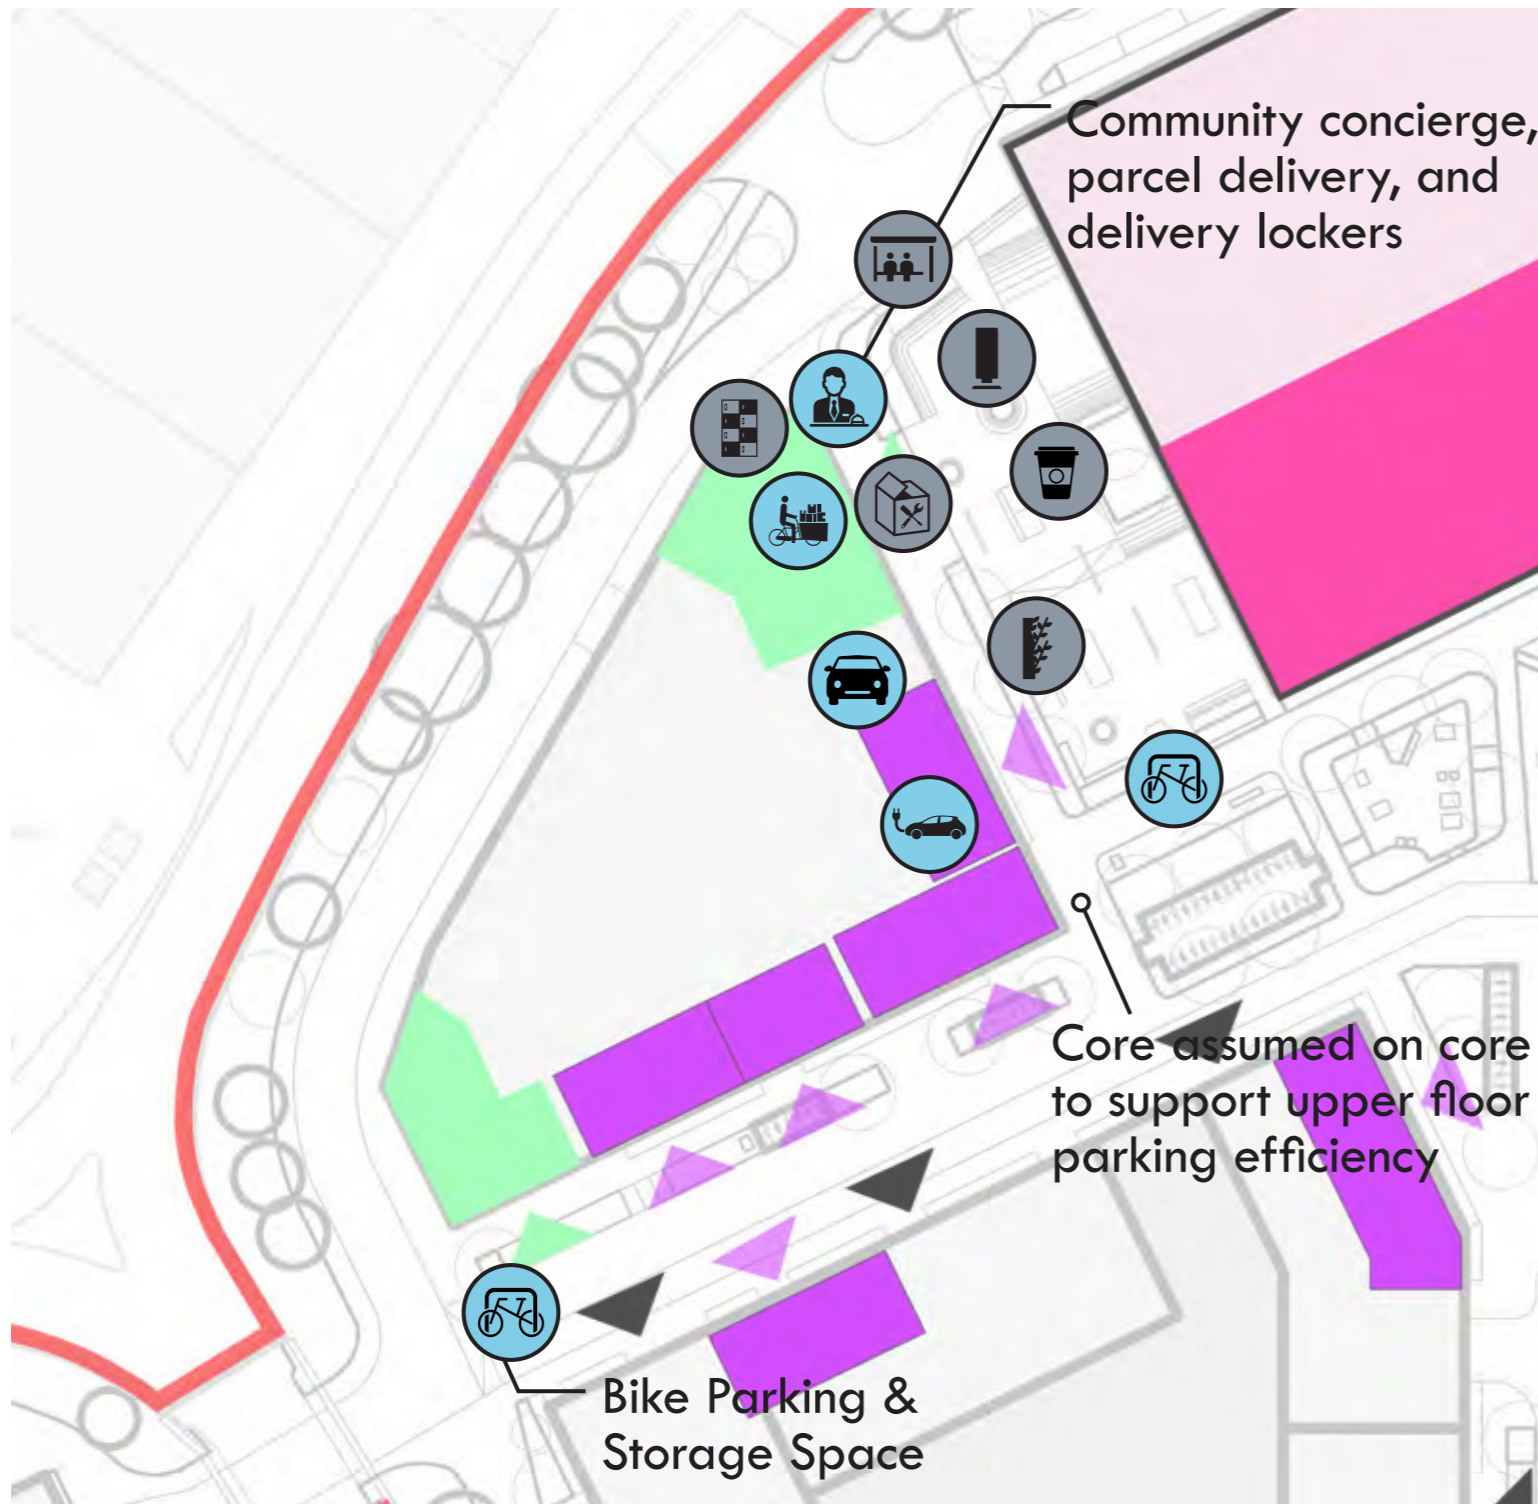 Community concierge,
parcel delivery, and
delivery lockers
Core assumed on core
to support upper floor
parking efficiency
Bike Parking &
Storage Space